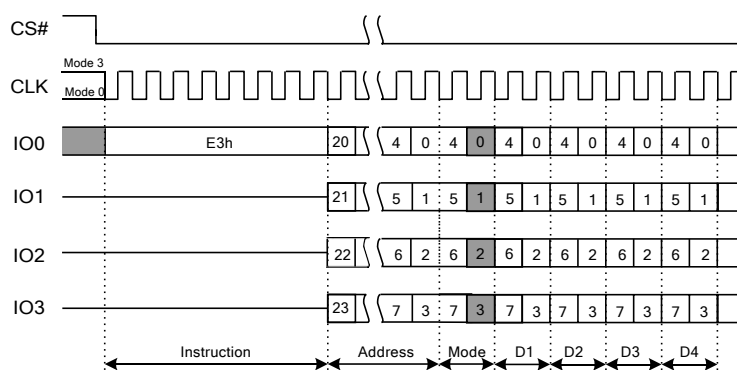 CS#
Mode 3
CLK
Mode 0
IO0 E3h 20 4 0 4 0 4 0 4 0 4 0 4 0
IO1 21 5 1 5 1 5 1 5 1 5 1 5 1
IO2 22 6 2 6 2 6 2 6 2 6 2 6 2
IO3 23 7 3 7 3 7 3 7 3 7 3 7 3
Instruction Address Mode D1 D2 D3 D4